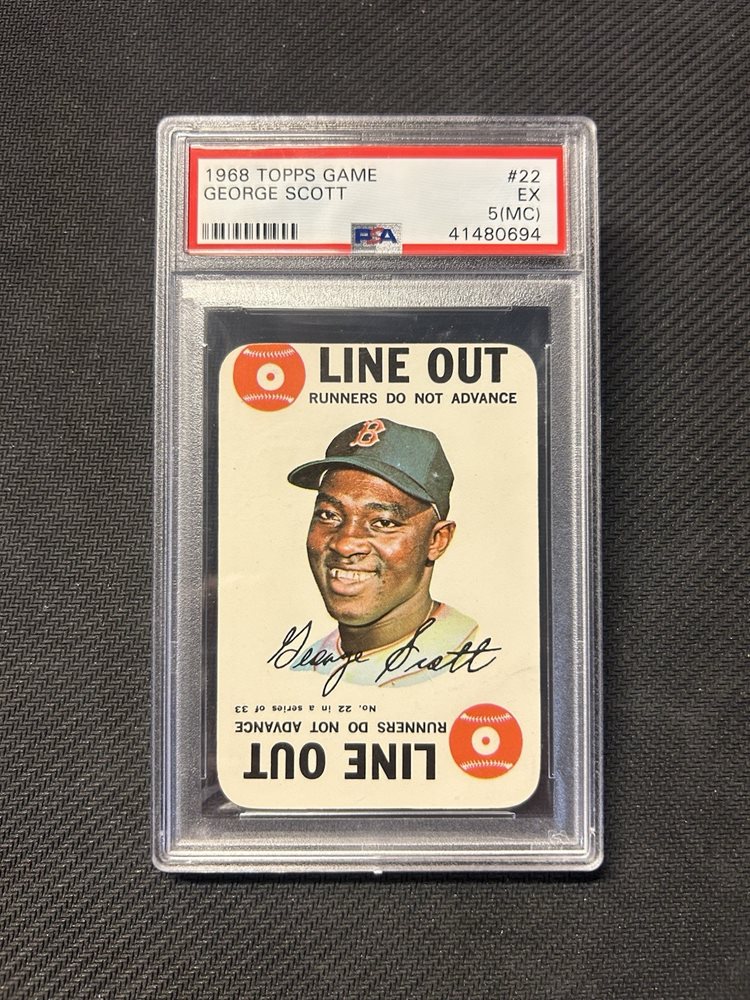 1968 TOPPS GAME #22
GEORGE SCOTT EX
5(MC)
PSA 41480694
LINE OUT
RUNNERS DO NOT ADVANCE
B
George Scott
No. 22 in a series of 33
RUNNERS DO NOT ADVANCE
LINE OUT